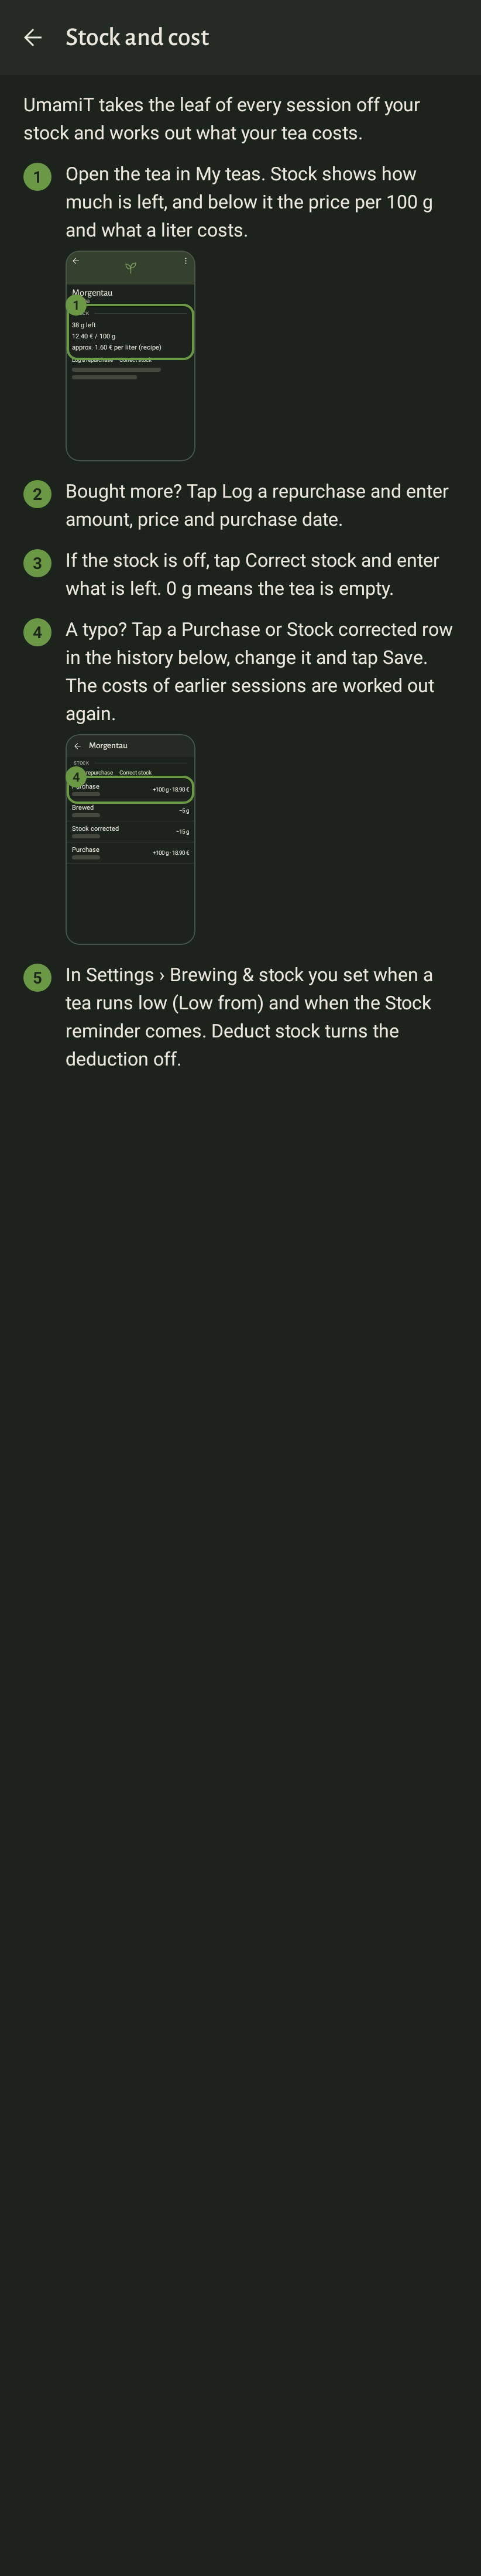 Stock and cost
UmamiT takes the leaf of every session off your
stock and works out what your tea costs.
1
Open the tea in My teas. Stock shows how
much is left, and below it the price per 100 g
and what a liter costs.
Morgentau
1
38 g left
12.40 € / 100 g
approx. 1.60 € per liter (recipe)
Log a repurchase Correct stock
2
Bought more? Tap Log a repurchase and enter
amount, price and purchase date.
3
If the stock is off, tap Correct stock and enter
what is left. 0 g means the tea is empty.
4
A typo? Tap a Purchase or Stock corrected row
in the history below, change it and tap Save.
The costs of earlier sessions are worked out
again.
Morgentau
STOCK
4
repurchase Correct stock
Purchase +100 g · 18.90 €
Brewed −5 g
Stock corrected −15 g
Purchase +100 g · 18.90 €
5
In Settings › Brewing & stock you set when a
tea runs low (Low from) and when the Stock
reminder comes. Deduct stock turns the
deduction off.